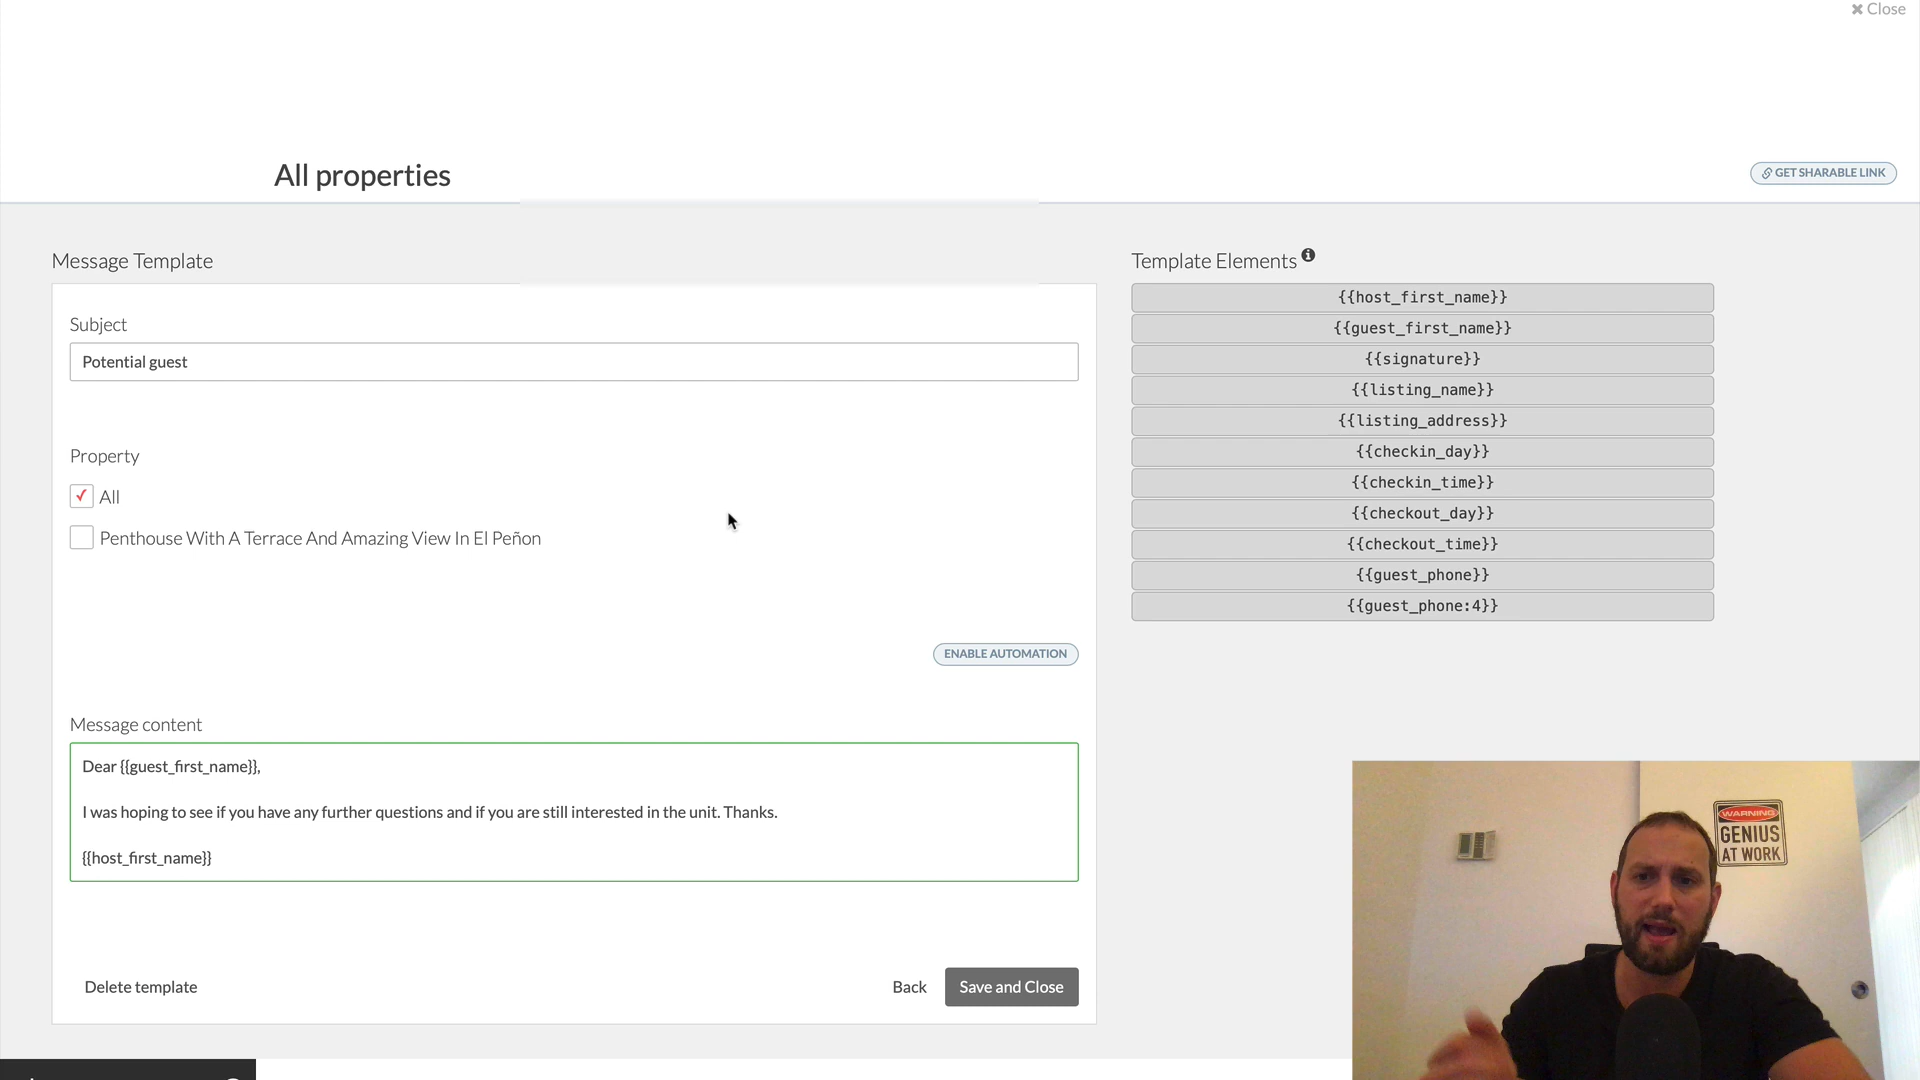 ✖ Close
All properties
GET SHARABLE LINK
Message Template
Subject
Potential guest
Property
All
Penthouse With A Terrace And Amazing View In El Peñon
ENABLE AUTOMATION
Message content
Dear {{guest_first_name}},
I was hoping to see if you have any further questions and if you are still interested in the unit. Thanks.
{{host_first_name}}
Delete template
Back
Save and Close
Template Elements
{{host_first_name}}
{{guest_first_name}}
{{signature}}
{{listing_name}}
{{listing_address}}
{{checkin_day}}
{{checkin_time}}
{{checkout_day}}
{{checkout_time}}
{{guest_phone}}
{{guest_phone:4}}
WARNING
GENIUS
AT WORK